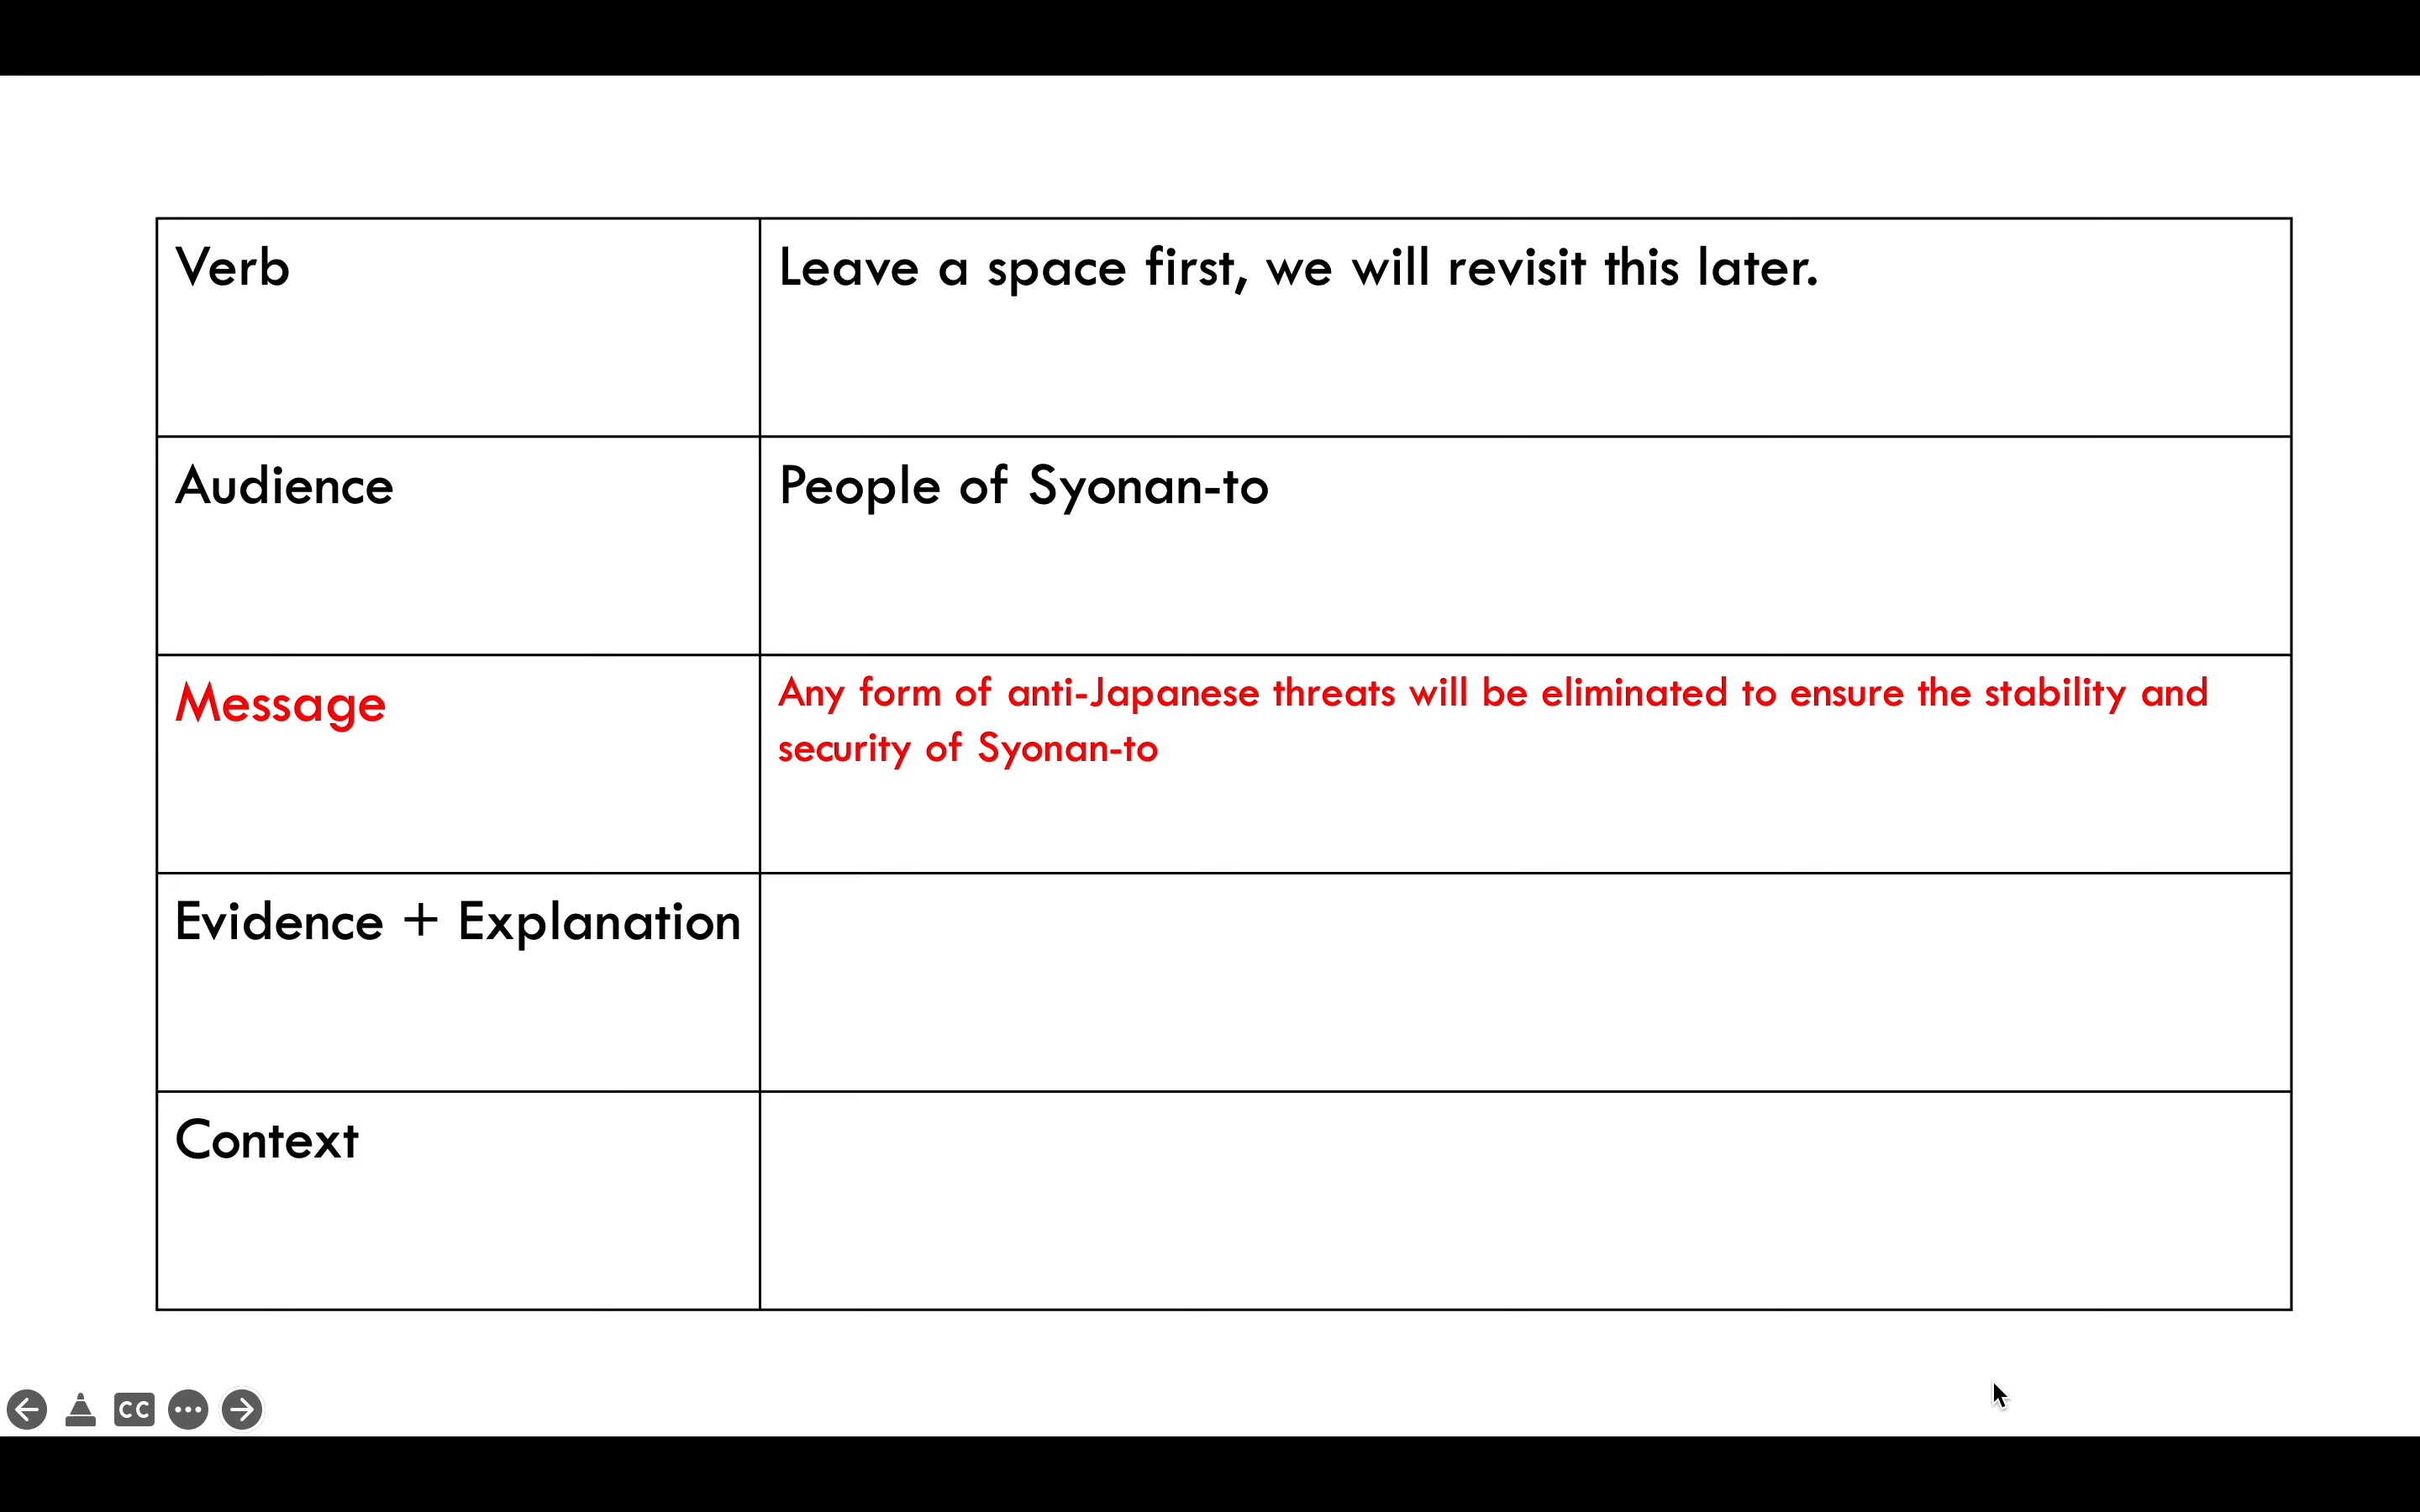 Verb
Leave a space first, we will revisit this later.
Audience
People of Syonan-to
Message
Any form of anti-Japanese threats will be eliminated to ensure the stability and
security of Syonan-to
Evidence + Explanation
Context
CC